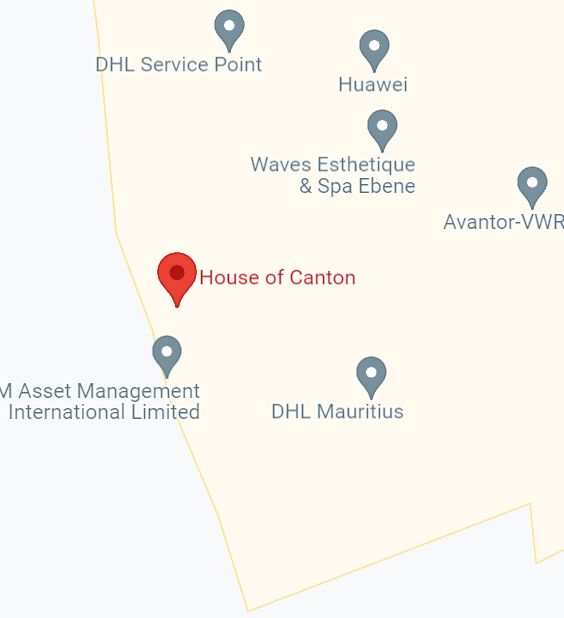 DHL Service Point
Huawei
Waves Esthetique
& Spa Ebene
Avantor-VWR
House of Canton
M Asset Management
International Limited
DHL Mauritius